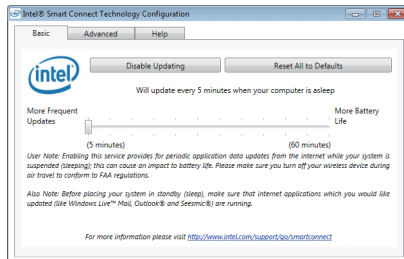 Intel® Smart Connect Technology Configuration
Basic
Advanced
Help
intel
Disable Updating
Reset All to Defaults
Will update every 5 minutes when your computer is asleep
More Frequent
Updates
More Battery
Life
(5 minutes)
(60 minutes)
User Note: Enabling this service provides for periodic application data updates from the internet while your system is
suspended (sleeping); this can cause an impact to battery life. Please make sure you turn off your wireless device during
air travel to conform to FAA regulations.
Also Note: Before placing your system in standby (sleep), make sure that internet applications which you would like
updated (like Windows Live™ Mail, Outlook® and Seesmic®) are running.
For more information please visit http://www.intel.com/support/go/smartconnect